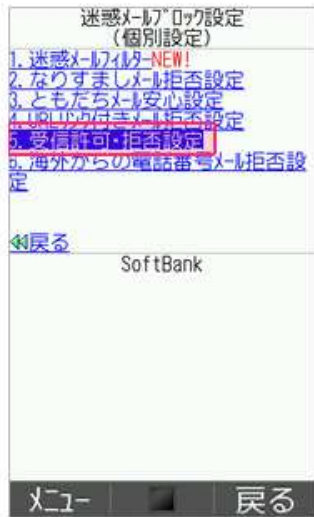 迷惑ﾒｰﾙﾌﾞﾛｯｸ設定
(個別設定)
1. 迷惑ﾒｰﾙﾌｨﾙﾀｰNEW!
2. なりすましﾒｰﾙ拒否設定
3. ともだちﾒｰﾙ安心設定
4. URLﾘﾝｸ付きﾒｰﾙ拒否設定
5. 受信許可･拒否設定
6. 海外からの電話番号ﾒｰﾙ拒否設
定
戻る
SoftBank
ﾒﾆｭｰ 戻る